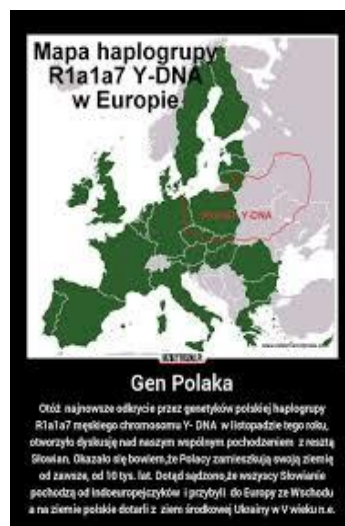 Mapa haplogrupy
R1a1a7 Y-DNA
w Europie
Y-DNA
Gen Polaka
Otóż najnowsze odkrycie przez genetyków polskiej haplogrupy
R1a1a7 męskiego chromosomu Y- DNA w listopadzie tego roku,
otworzyło dyskusję nad naszym wspólnym pochodzeniem z resztą
Słowian. Okazało się bowiem,że Polacy zamieszkują swoją ziemię
od zawsze, od 10 tys. lat. Dotąd sądzono,że wszyscy Słowianie
pochodzą od Indoeuropejczyków i przybyli do Europy ze Wschodu
a na ziemie polskie dotarli z ziem środkowej Ukrainy w V wieku n.e.